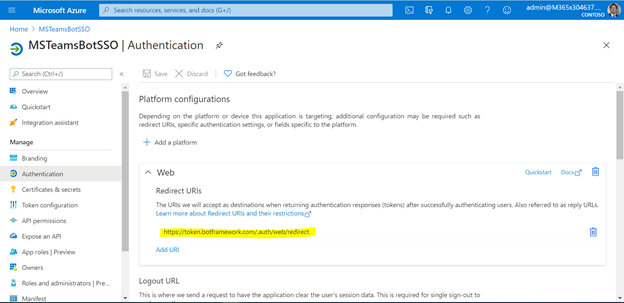 Microsoft Azure
Search resources, services, and docs (G+/)
admin@M365x304637...
CONTOSO
Home > MSTeamsBotSSO
MSTeamsBotSSO | Authentication
Search (Ctrl+/)
Overview
Quickstart
Integration assistant
Manage
Branding
Authentication
Certificates & secrets
Token configuration
API permissions
Expose an API
App roles | Preview
Owners
Roles and administrators | Previe
Manifest
Save
Discard
Got feedback?
Platform configurations
Depending on the platform or device this application is targeting, additional configuration may be required such as
redirect URIs, specific authentication settings, or fields specific to the platform.
Add a platform
Web
Quickstart
Docs
Redirect URIs
The URIs we will accept as destinations when returning authentication responses (tokens) after successfully authenticating users. Also referred to as reply URLs.
Learn more about Redirect URIs and their restrictions
https://token.botframework.com/.auth/web/redirect
Add URI
Logout URL
This is where we send a request to have the application clear the user's session data. This is required for single sign-out to